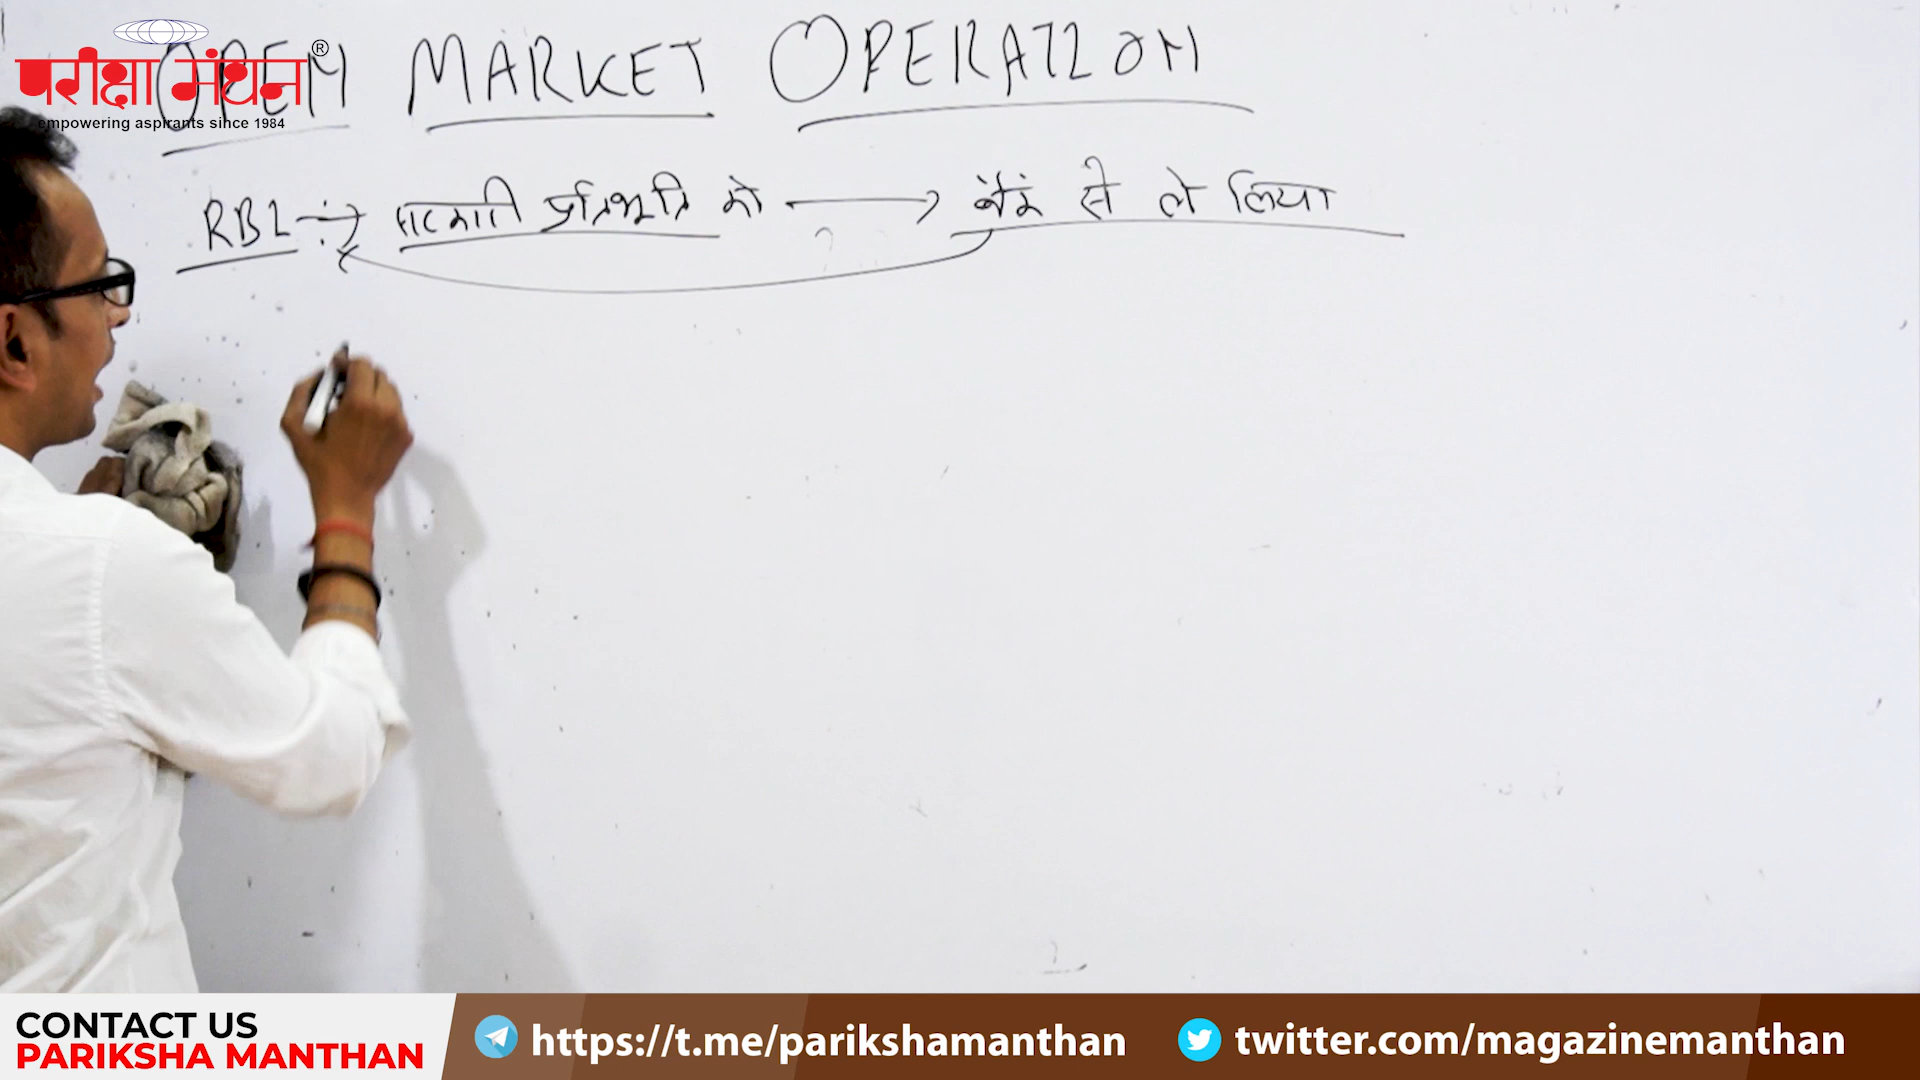 OPEN MARKET OPERATION
परीक्षा मंथन®
empowering aspirants since 1984
RBI ÷→ सरकारी प्रतिभूति को → बैंक से ले लिया
CONTACT US
PARIKSHA MANTHAN
https://t.me/parikshamanthan
twitter.com/magazinemanthan